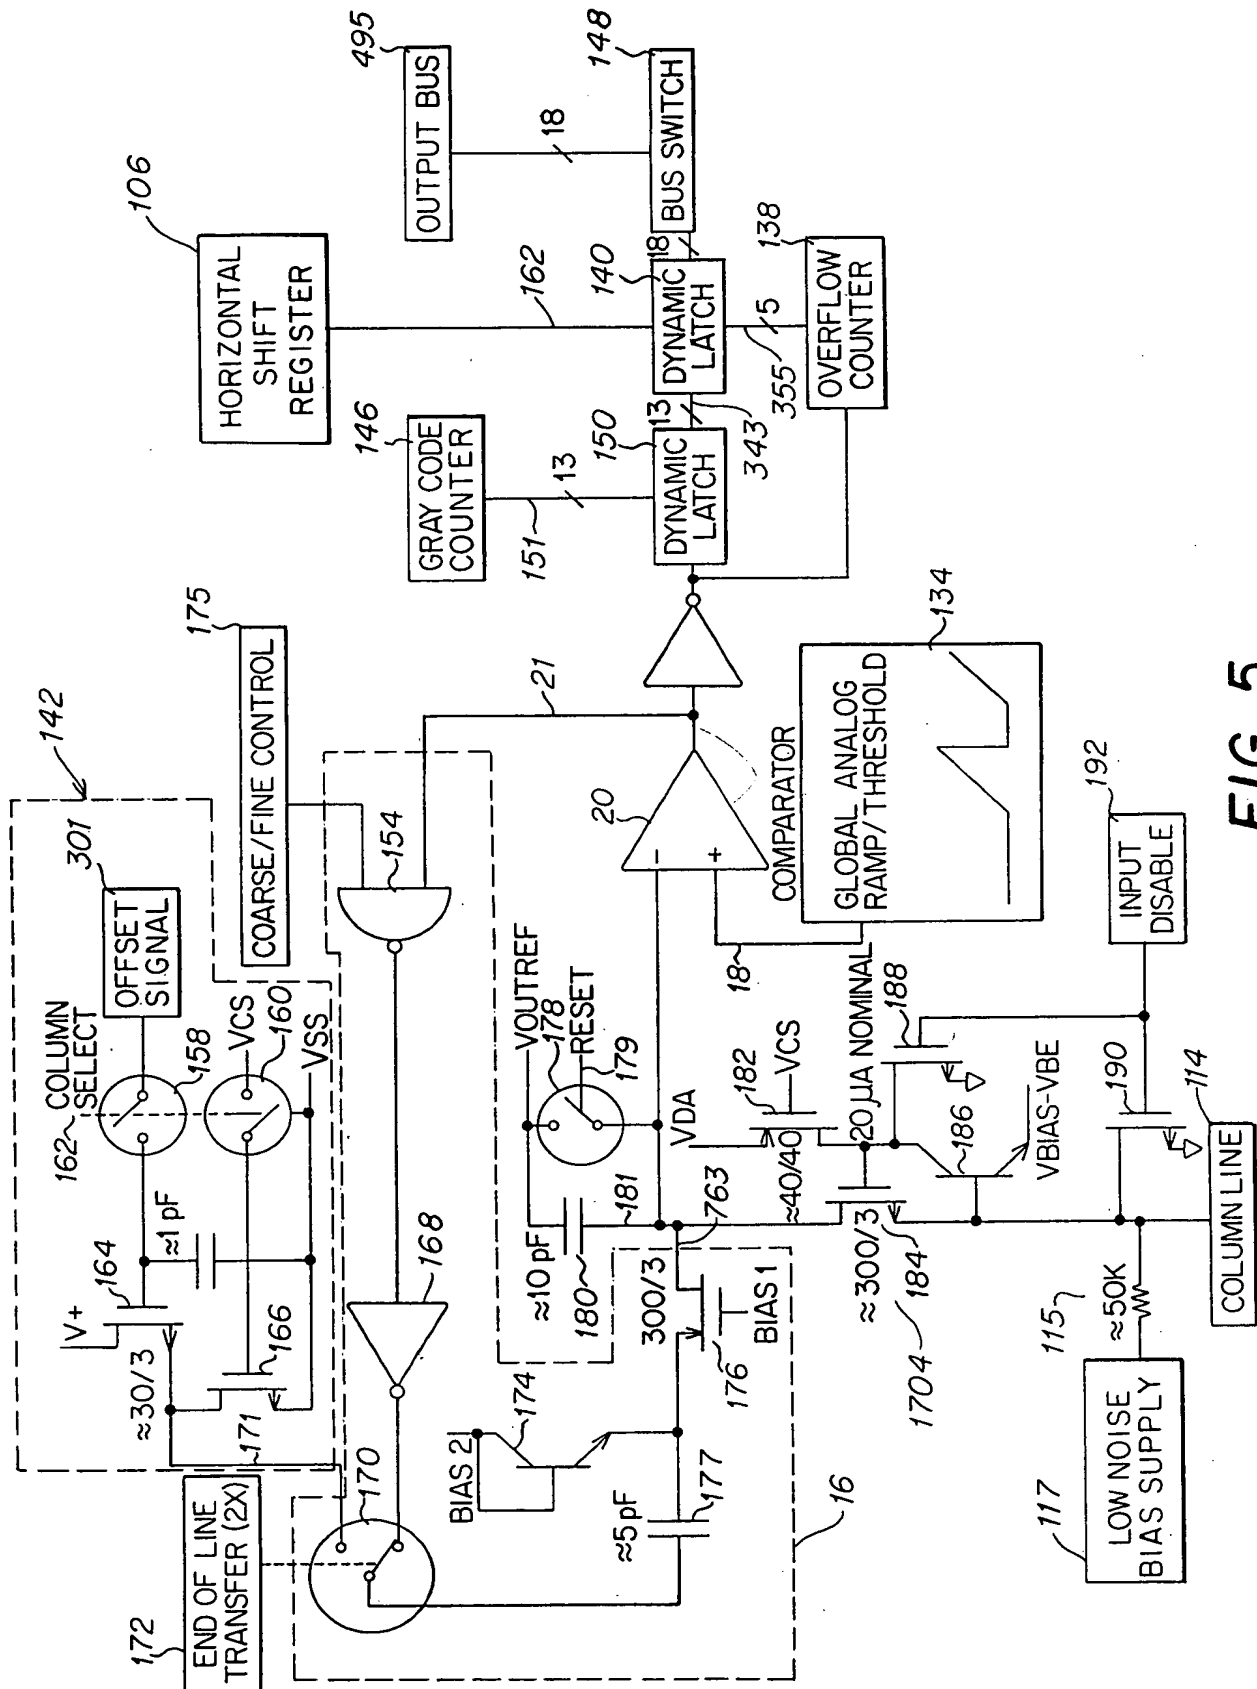 495
OUTPUT BUS
18
148
BUS SWITCH
106
HORIZONTAL
SHIFT
REGISTER
162
18
140
DYNAMIC
LATCH
5
355
138
OVERFLOW
COUNTER
146
GRAY CODE
COUNTER
13
151
150
13
343
DYNAMIC
LATCH
175
COARSE/FINE CONTROL
142
301
OFFSET
SIGNAL
COLUMN
SELECT
162
158
VCS
160
VSS
≈1 pF
164
V+
166
≈30/3
171
172
END OF LINE
TRANSFER (2X)
170
154
168
21
20
COMPARATOR
−
+
18
GLOBAL ANALOG
RAMP/THRESHOLD
134
VOUTREF
178
RESET
179
≈10 pF
180
181
763
VDA
182
VCS
≈40/40
20 µA NOMINAL
188
186
VBIAS-VBE
≈300/3
184
1704
192
INPUT
DISABLE
190
114
COLUMN LINE
115
≈50K
117
LOW NOISE
BIAS SUPPLY
BIAS 2
174
300/3
BIAS 1
176
≈5pF
177
16
FIG. 5